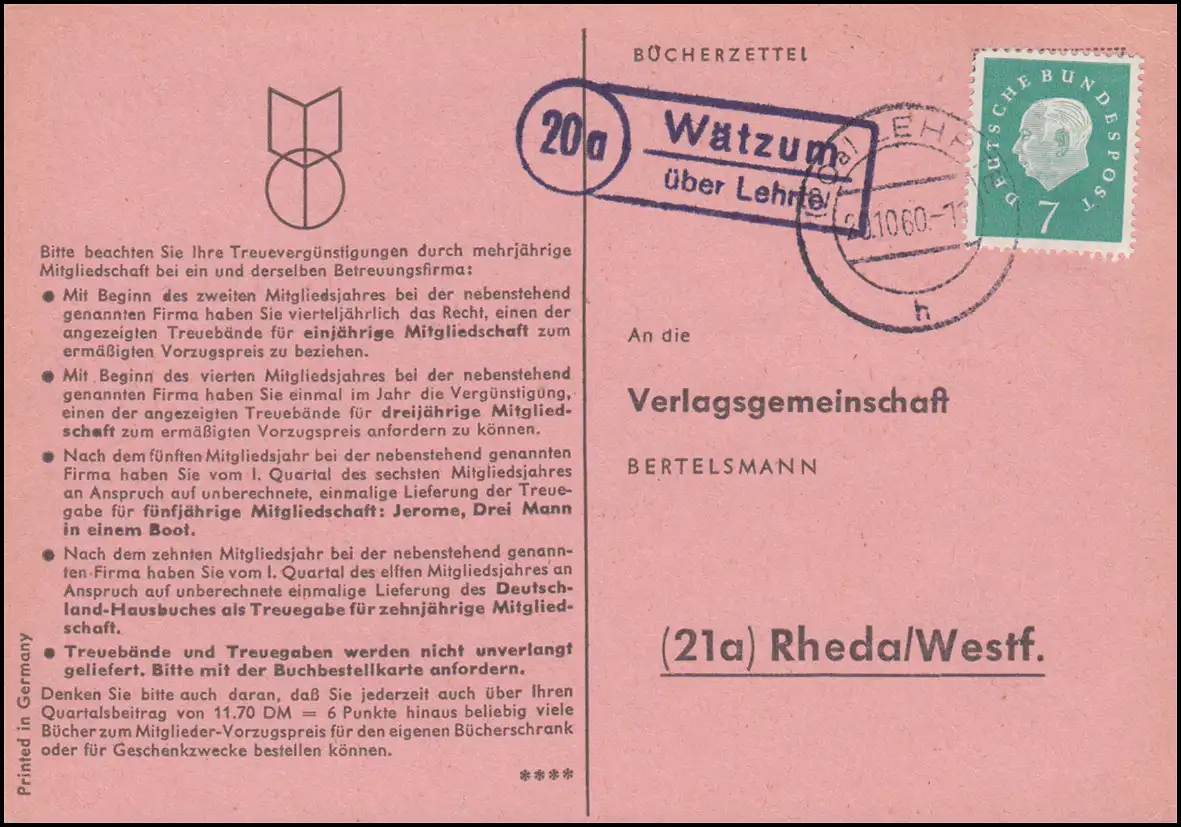 BÜCHERZETTEL
20a
Wätzum
über Lehrte
LEHRTE
.10.60.-1
h
DEUTSCHE BUNDESPOST
7
Bitte beachten Sie Ihre Treuevergünstigungen durch mehrjährige
Mitgliedschaft bei ein und derselben Betreuungsfirma:
● Mit Beginn des zweiten Mitgliedsjahres bei der nebenstehend
genannten Firma haben Sie vierteljährlich das Recht, einen der
angezeigten Treuebände für einjährige Mitgliedschaft zum
ermäßigten Vorzugspreis zu beziehen.
● Mit Beginn des vierten Mitgliedsjahres bei der nebenstehend
genannten Firma haben Sie einmal im Jahr die Vergünstigung,
einen der angezeigten Treuebände für dreijährige Mitglied-
schaft zum ermäßigten Vorzugspreis anfordern zu können.
● Nach dem fünften Mitgliedsjahr bei der nebenstehend genannten
Firma haben Sie vom I. Quartal des sechsten Mitgliedsjahres
an Anspruch auf unberechnete, einmalige Lieferung der Treue-
gabe für fünfjährige Mitgliedschaft: Jerome, Drei Mann
in einem Boot.
● Nach dem zehnten Mitgliedsjahr bei der nebenstehend genann-
ten Firma haben Sie vom I. Quartal des elften Mitgliedsjahres an
Anspruch auf unberechnete einmalige Lieferung des Deutsch-
land-Hausbuches als Treuegabe für zehnjährige Mitglied-
schaft.
● Treuebände und Treuegaben werden nicht unverlangt
geliefert. Bitte mit der Buchbestellkarte anfordern.
Denken Sie bitte auch daran, daß Sie jederzeit auch über Ihren
Quartalsbeitrag von 11.70 DM = 6 Punkte hinaus beliebig viele
Bücher zum Mitglieder-Vorzugspreis für den eigenen Bücherschrank
oder für Geschenkzwecke bestellen können.
****
Printed in Germany
An die
Verlagsgemeinschaft
BERTELSMANN
(21a) Rheda/Westf.